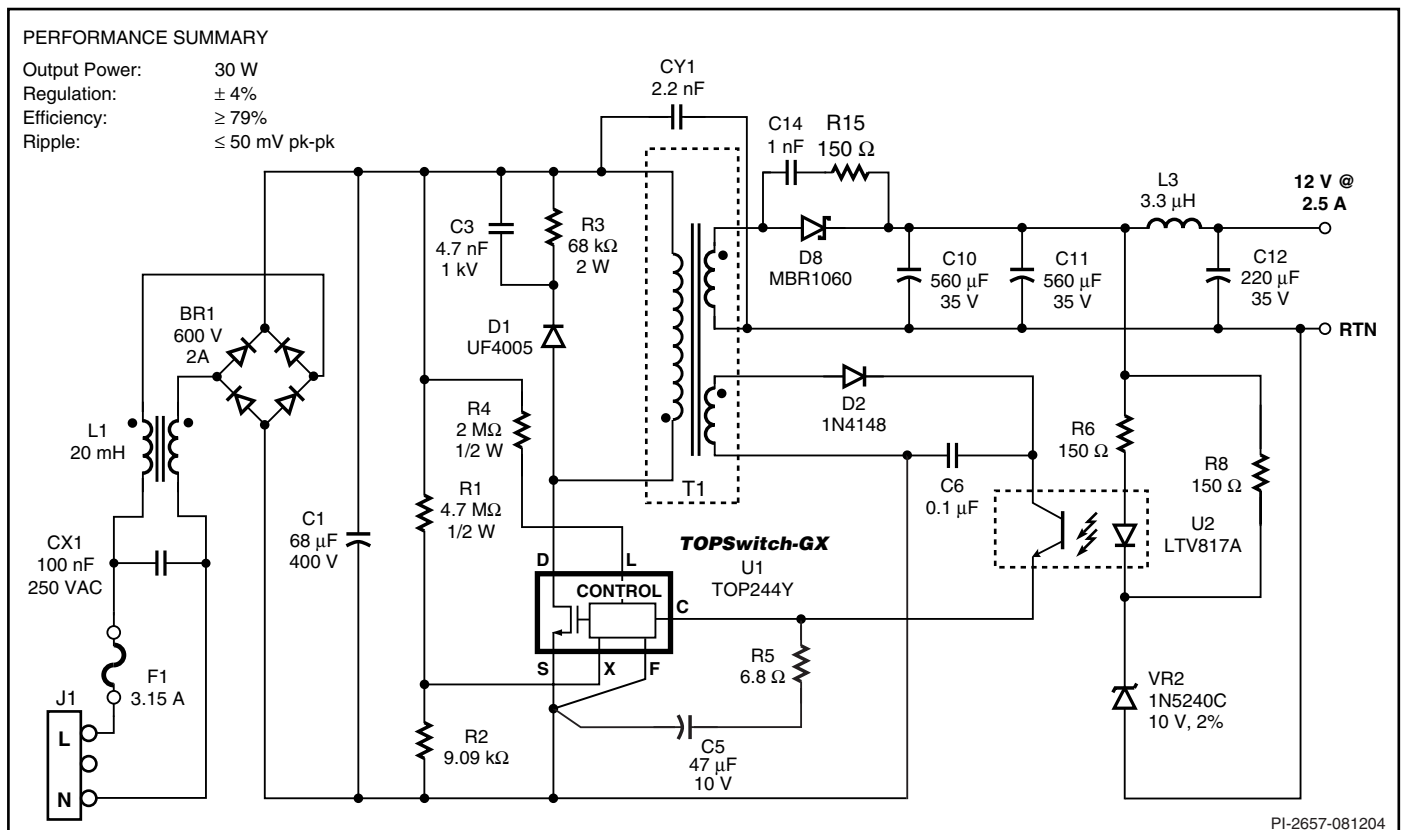 PERFORMANCE SUMMARY
Output Power: 30 W
Regulation: ± 4%
Efficiency: ≥ 79%
Ripple: ≤ 50 mV pk-pk
CY1
2.2 nF
C14
1 nF
R15
150 Ω
L3
3.3 µH
12 V @
2.5 A
C3
4.7 nF
1 kV
R3
68 kΩ
2 W
D8
MBR1060
C10
560 µF
35 V
C11
560 µF
35 V
C12
220 µF
35 V
BR1
600 V
2A
D1
UF4005
RTN
D2
1N4148
L1
20 mH
R4
2 MΩ
1/2 W
R6
150 Ω
R8
150 Ω
T1
C6
0.1 µF
R1
4.7 MΩ
1/2 W
C1
68 µF
400 V
CX1
100 nF
250 VAC
TOPSwitch-GX
U1
TOP244Y
U2
LTV817A
D
L
CONTROL
C
S
X
F
R5
6.8 Ω
F1
3.15 A
J1
L
N
R2
9.09 kΩ
C5
47 µF
10 V
VR2
1N5240C
10 V, 2%
PI-2657-081204